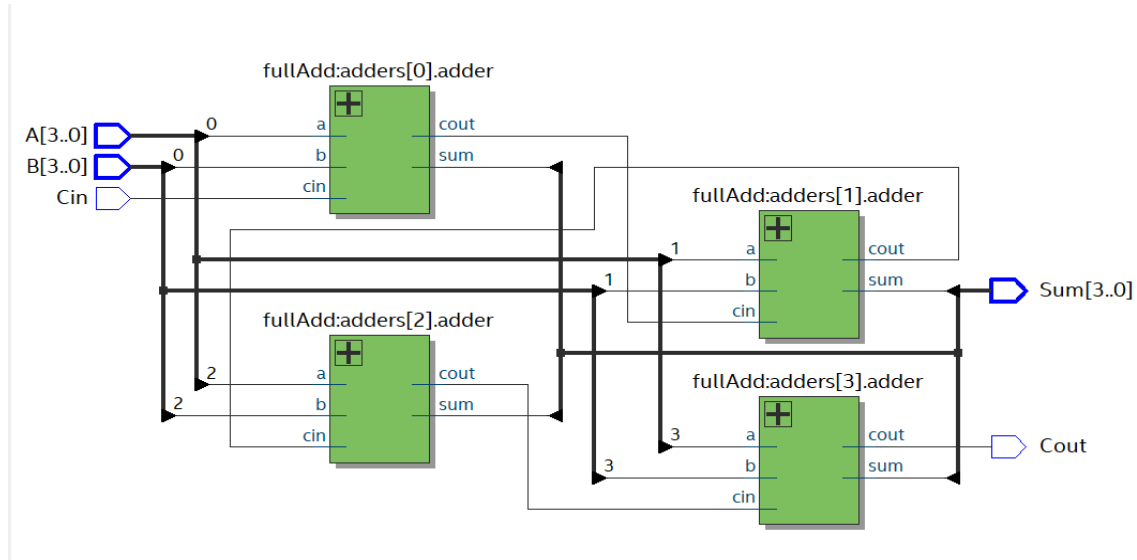 fullAdd:adders[0].adder
A[3..0]
0
a
cout
B[3..0]
0
b
sum
Cin
cin
fullAdd:adders[1].adder
1
a
cout
1
b
sum
Sum[3..0]
cin
fullAdd:adders[2].adder
2
a
cout
2
b
sum
cin
fullAdd:adders[3].adder
3
a
cout
Cout
3
b
sum
cin